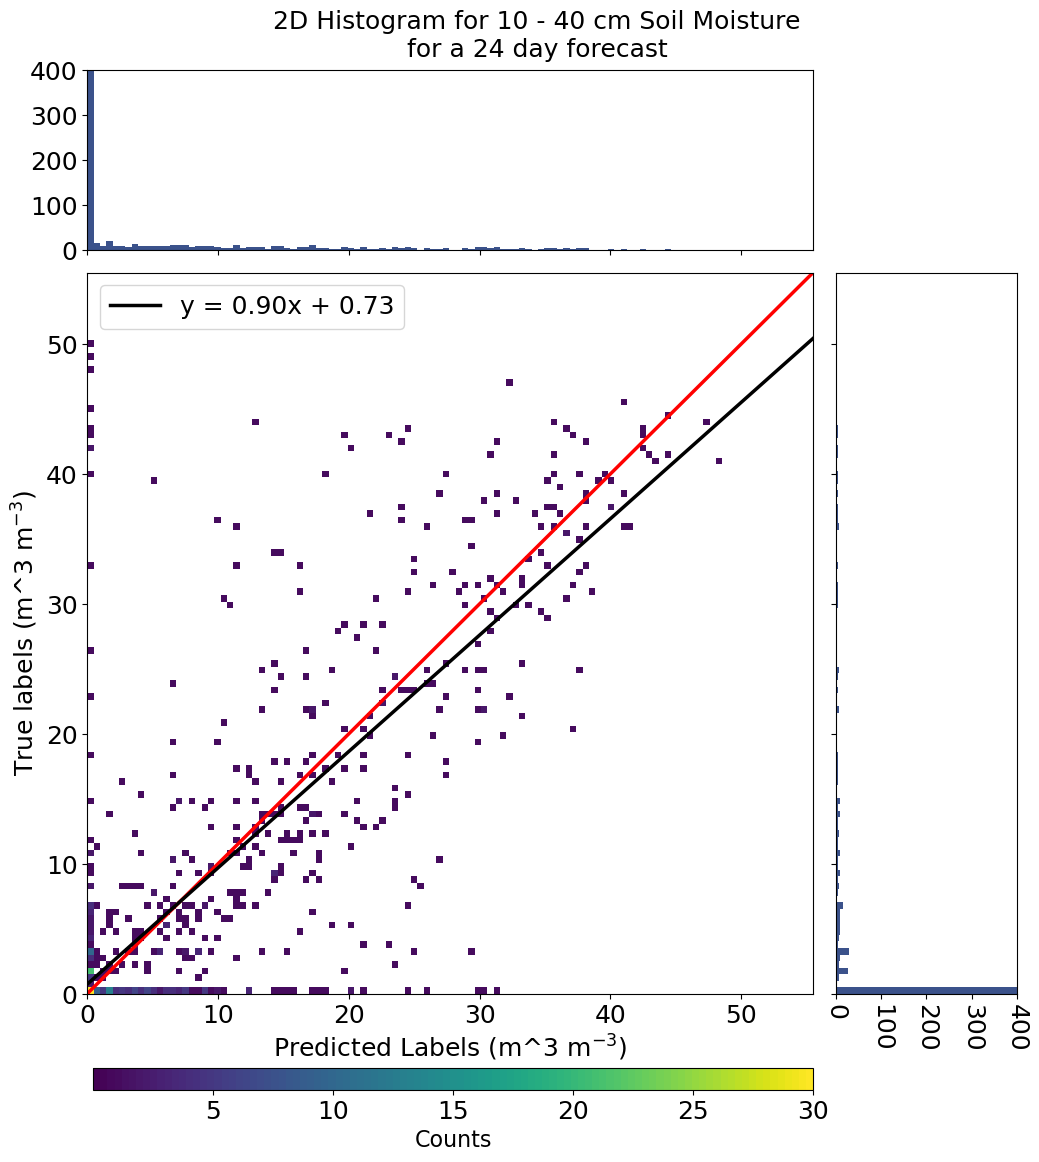 2D Histogram for 10 - 40 cm Soil Moisture
for a 24 day forecast
400
300
200
100
0
y = 0.90x + 0.73
50
40
30
20
10
0
True labels (m^3 m⁻³)
0 10 20 30 40 50
Predicted Labels (m^3 m⁻³)
0 100 200 300 400
5 10 15 20 25 30
Counts